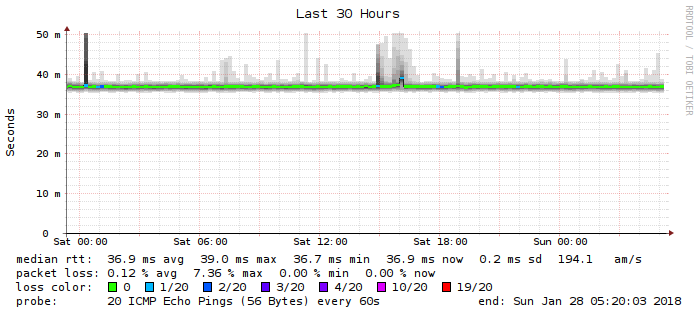 Last 30 Hours
RRDTOOL / TOBI OETIKER
Seconds
50 m
40 m
30 m
20 m
10 m
0
Sat 00:00 Sat 06:00 Sat 12:00 Sat 18:00 Sun 00:00
median rtt: 36.9 ms avg 39.0 ms max 36.7 ms min 36.9 ms now 0.2 ms sd 194.1 am/s
packet loss: 0.12 % avg 7.36 % max 0.00 % min 0.00 % now
loss color: 0 1/20 2/20 3/20 4/20 10/20 19/20
probe: 20 ICMP Echo Pings (56 Bytes) every 60s end: Sun Jan 28 05:20:03 2018